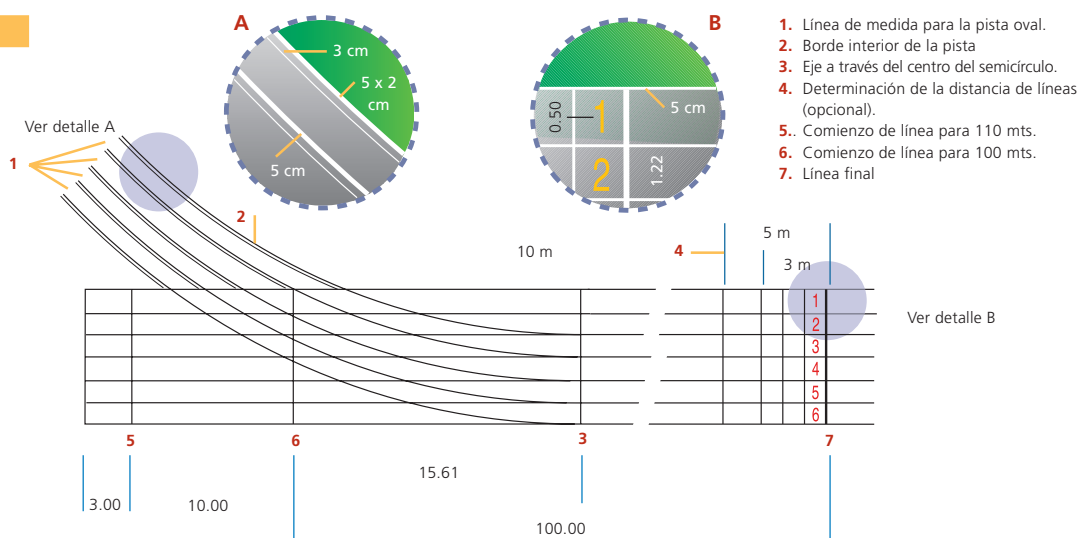 A
3 cm
5 x 2
cm
5 cm
B
0.50
1
5 cm
2
1.22
1. Línea de medida para la pista oval.
2. Borde interior de la pista
3. Eje a través del centro del semicírculo.
4. Determinación de la distancia de líneas
(opcional).
5.. Comienzo de línea para 110 mts.
6. Comienzo de línea para 100 mts.
7. Línea final
Ver detalle A
1
2
10 m
4
5 m
3 m
Ver detalle B
1
2
3
4
5
6
5
6
3
7
3.00
10.00
15.61
100.00